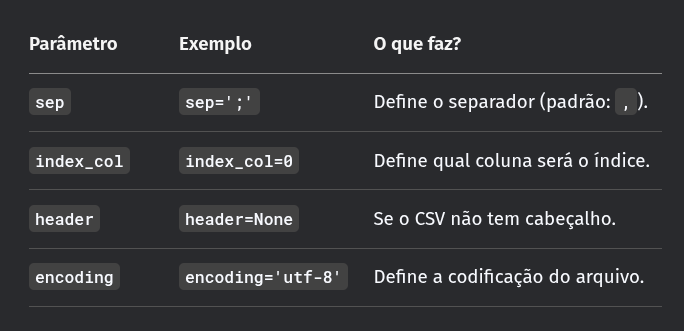 Parâmetro Exemplo O que faz?
sep sep=';' Define o separador (padrão: , ).
index_col index_col=0 Define qual coluna será o índice.
header header=None Se o CSV não tem cabeçalho.
encoding encoding='utf-8' Define a codificação do arquivo.